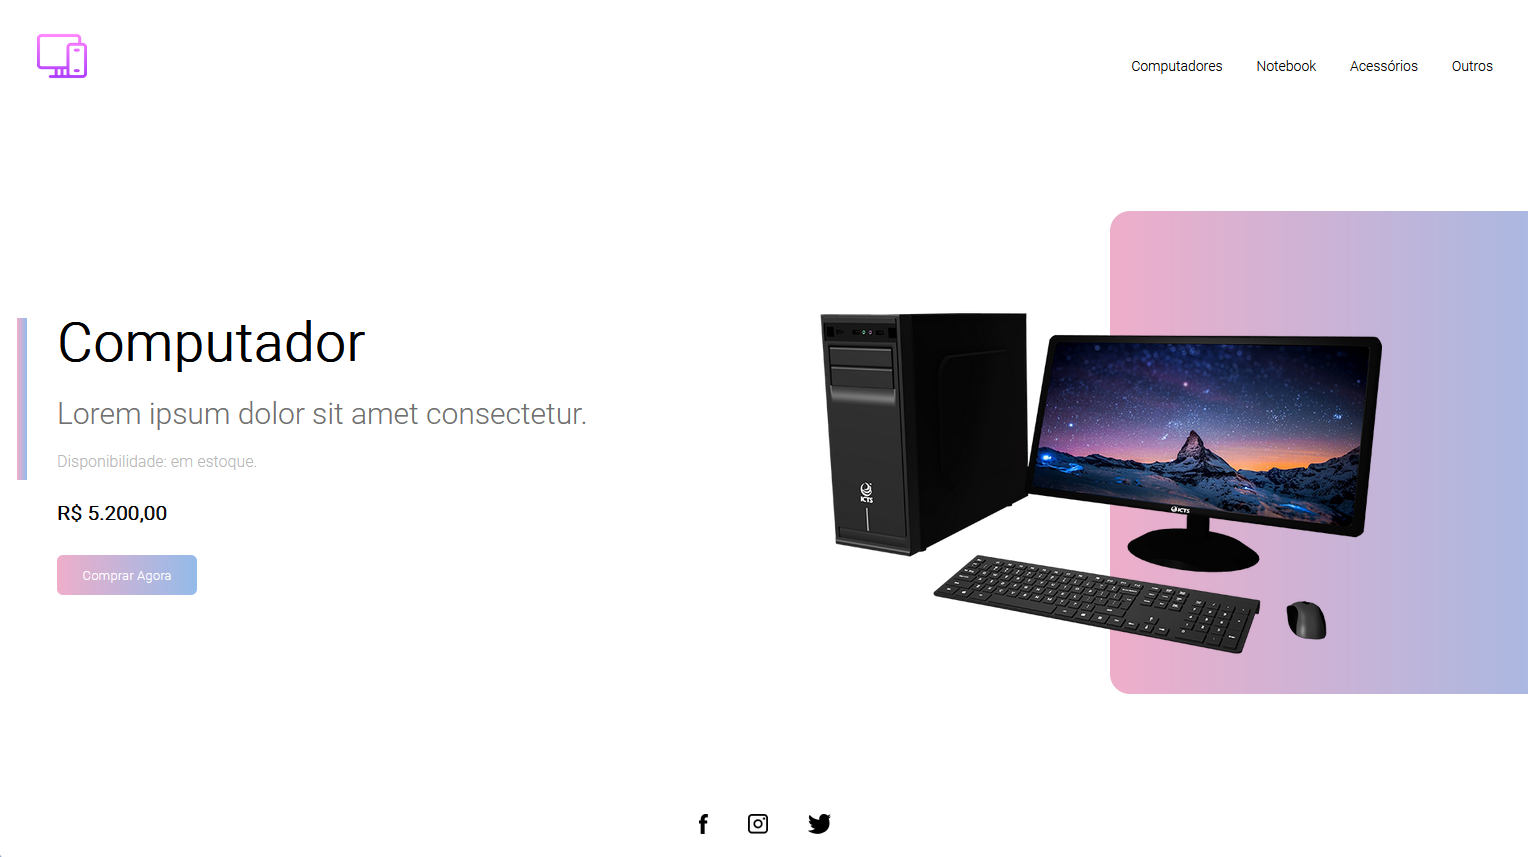 Computadores Notebook Acessórios Outros
Computador
Lorem ipsum dolor sit amet consectetur.
Disponibilidade: em estoque.
R$ 5.200,00
Comprar Agora
ICTS
ICTS